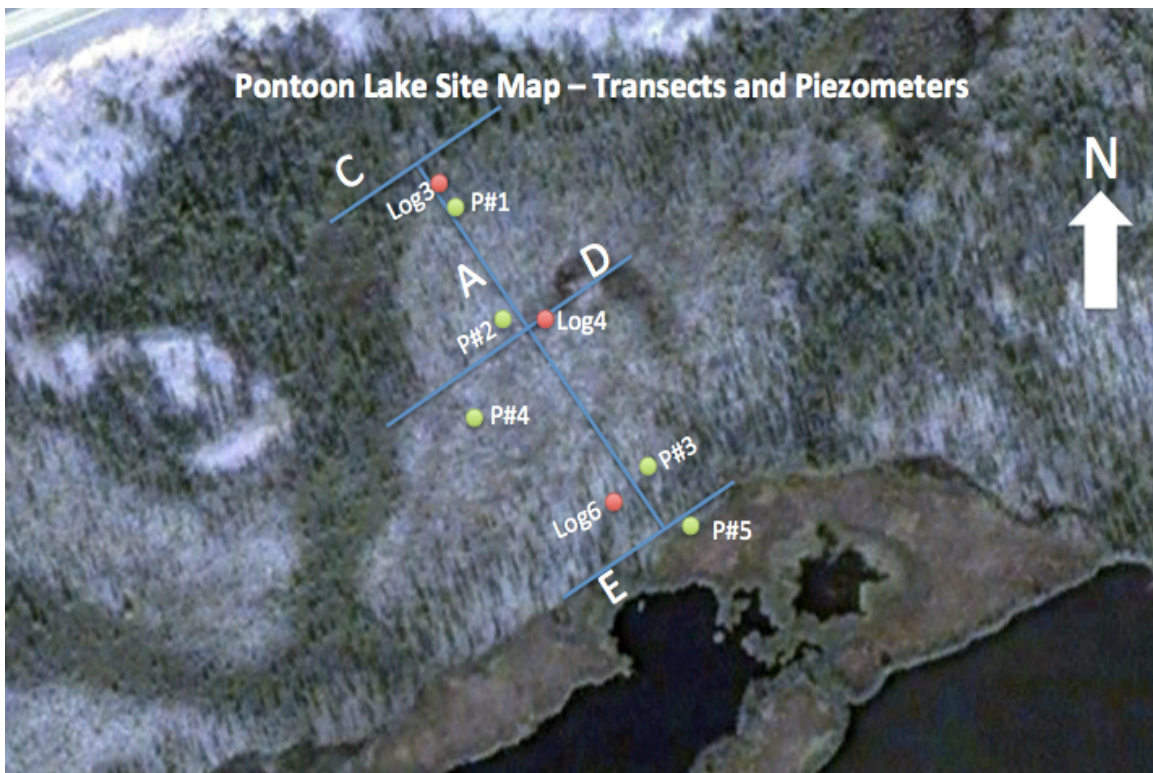 Pontoon Lake Site Map – Transects and Piezometers
N
C
Log3
P#1
A
D
P#2
Log4
P#4
P#3
Log6
P#5
E